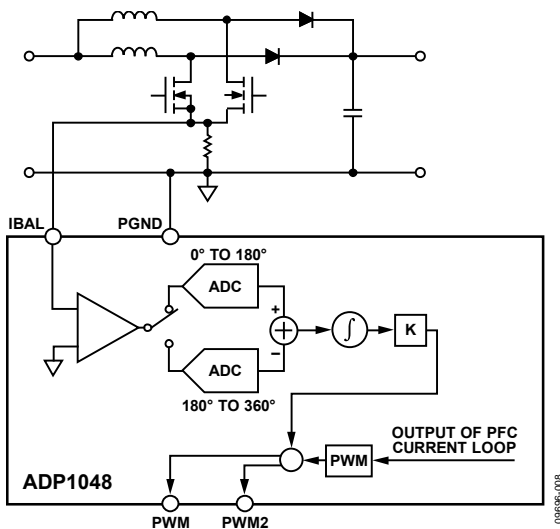 IBAL
PGND
0° TO 180°
ADC
+
∫
K
−
ADC
180° TO 360°
OUTPUT OF PFC
CURRENT LOOP
PWM
ADP1048
PWM
PWM2
09696-008